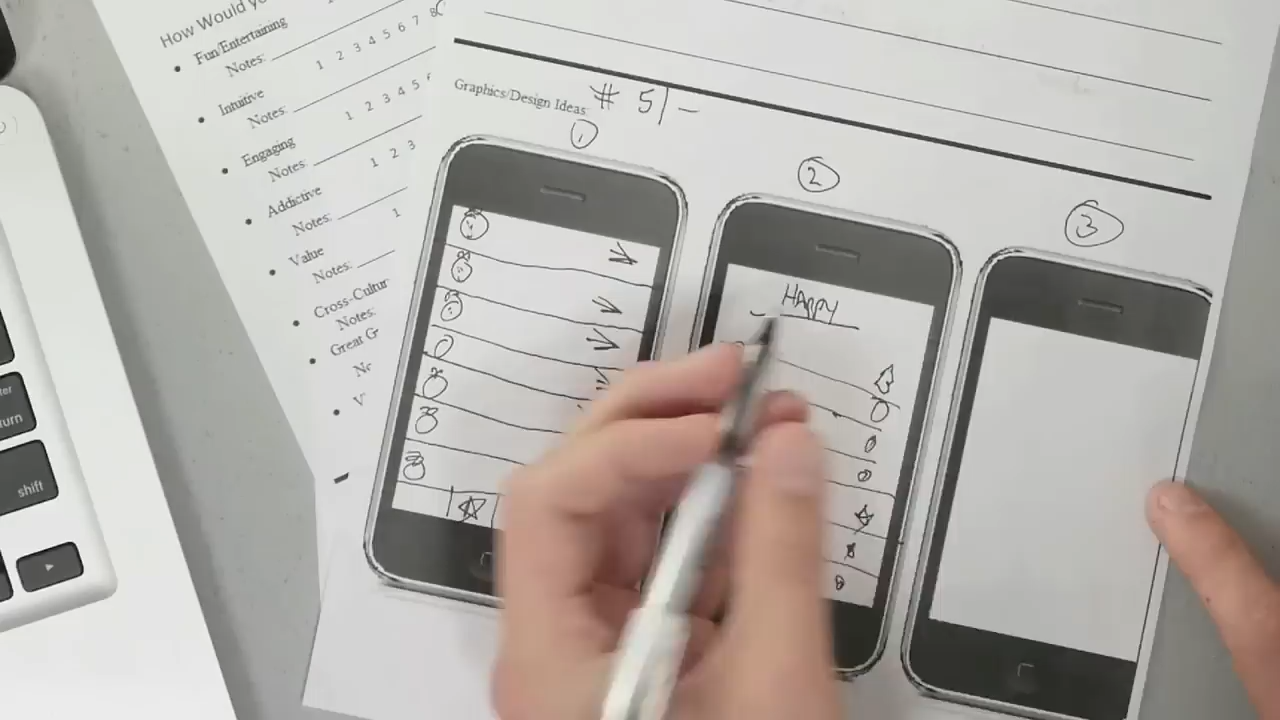 How Would yo
• Fun/Entertaining
Notes:
1 2 3 4 5 6 7 8
• Intuitive
Notes:
1 2 3 4 5 6
• Engaging
Notes:
1 2 3
• Addictive
Notes:
1
• Value
Notes:
• Cross-Cultur
Notes:
• Great G
Graphics/Design Ideas:
# 5/-
1
2
3
HAPPY
return
shift